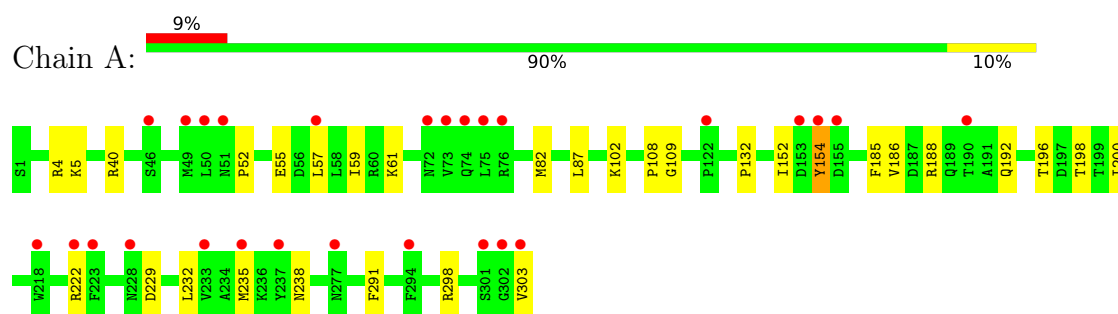 9%
Chain A:
90% 10%
S1 R4 K5 R40 S46 M49 L50 N51 P52 E55 D56 L57 L58 I59 R60 K61 N72 V73 Q74 L75 R76 M82 L87 K102 P108 G109 P122 P132 I152 D153 Y154 D155 F185 V186 D187 R188 Q189 T190 A191 Q192 T196 D197 T198 T199
W218 R222 F223 N228 D229 L232 V233 A234 M235 K236 Y237 N238 N277 F291 F294 R298 S301 G302 V303